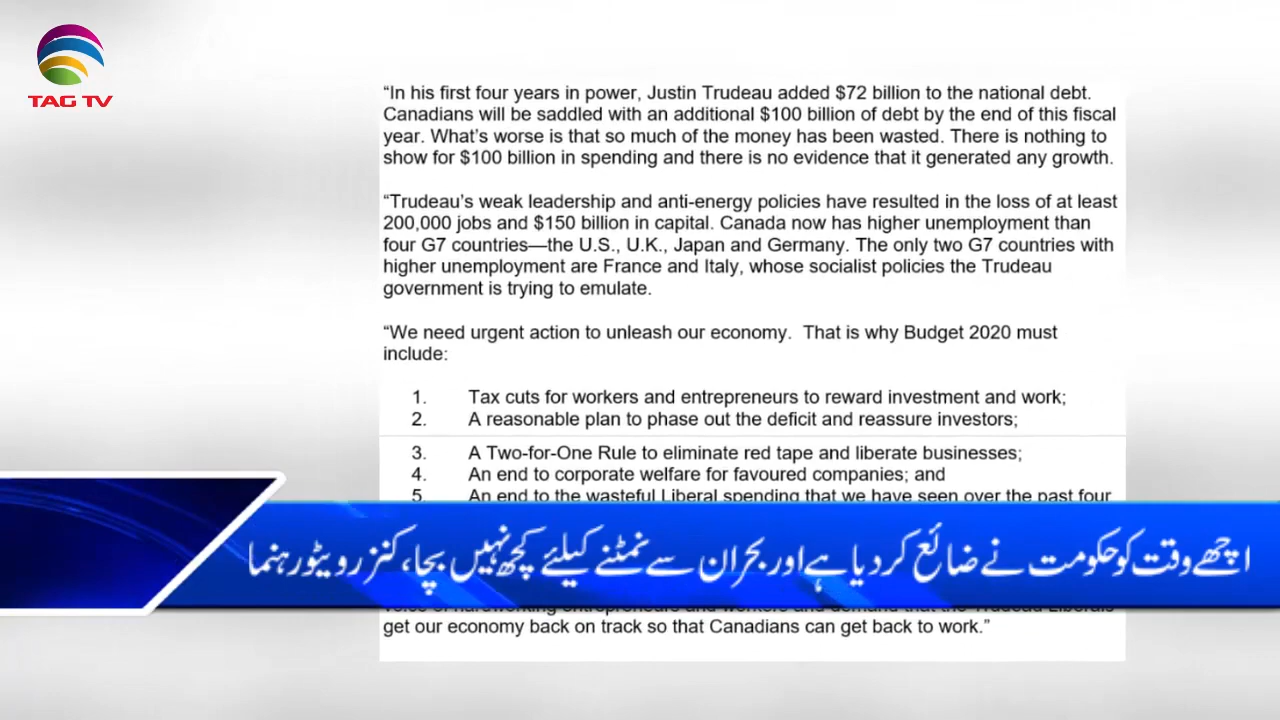 TAG TV
“In his first four years in power, Justin Trudeau added $72 billion to the national debt.
Canadians will be saddled with an additional $100 billion of debt by the end of this fiscal
year. What’s worse is that so much of the money has been wasted. There is nothing to
show for $100 billion in spending and there is no evidence that it generated any growth.
“Trudeau’s weak leadership and anti-energy policies have resulted in the loss of at least
200,000 jobs and $150 billion in capital. Canada now has higher unemployment than
four G7 countries—the U.S., U.K., Japan and Germany. The only two G7 countries with
higher unemployment are France and Italy, whose socialist policies the Trudeau
government is trying to emulate.
“We need urgent action to unleash our economy.  That is why Budget 2020 must
include:
1. Tax cuts for workers and entrepreneurs to reward investment and work;
2. A reasonable plan to phase out the deficit and reassure investors;
3. A Two-for-One Rule to eliminate red tape and liberate businesses;
4. An end to corporate welfare for favoured companies; and
5. An end to the wasteful Liberal spending that we have seen over the past four
اچھے وقت کو حکومت نے ضائع کر دیا ہے اور بحران سے نمٹنے کیلئے کچھ نہیں بچا، کنزرویٹو رہنما
voice of hardworking entrepreneurs and workers and demand that the Trudeau Liberals
get our economy back on track so that Canadians can get back to work.”